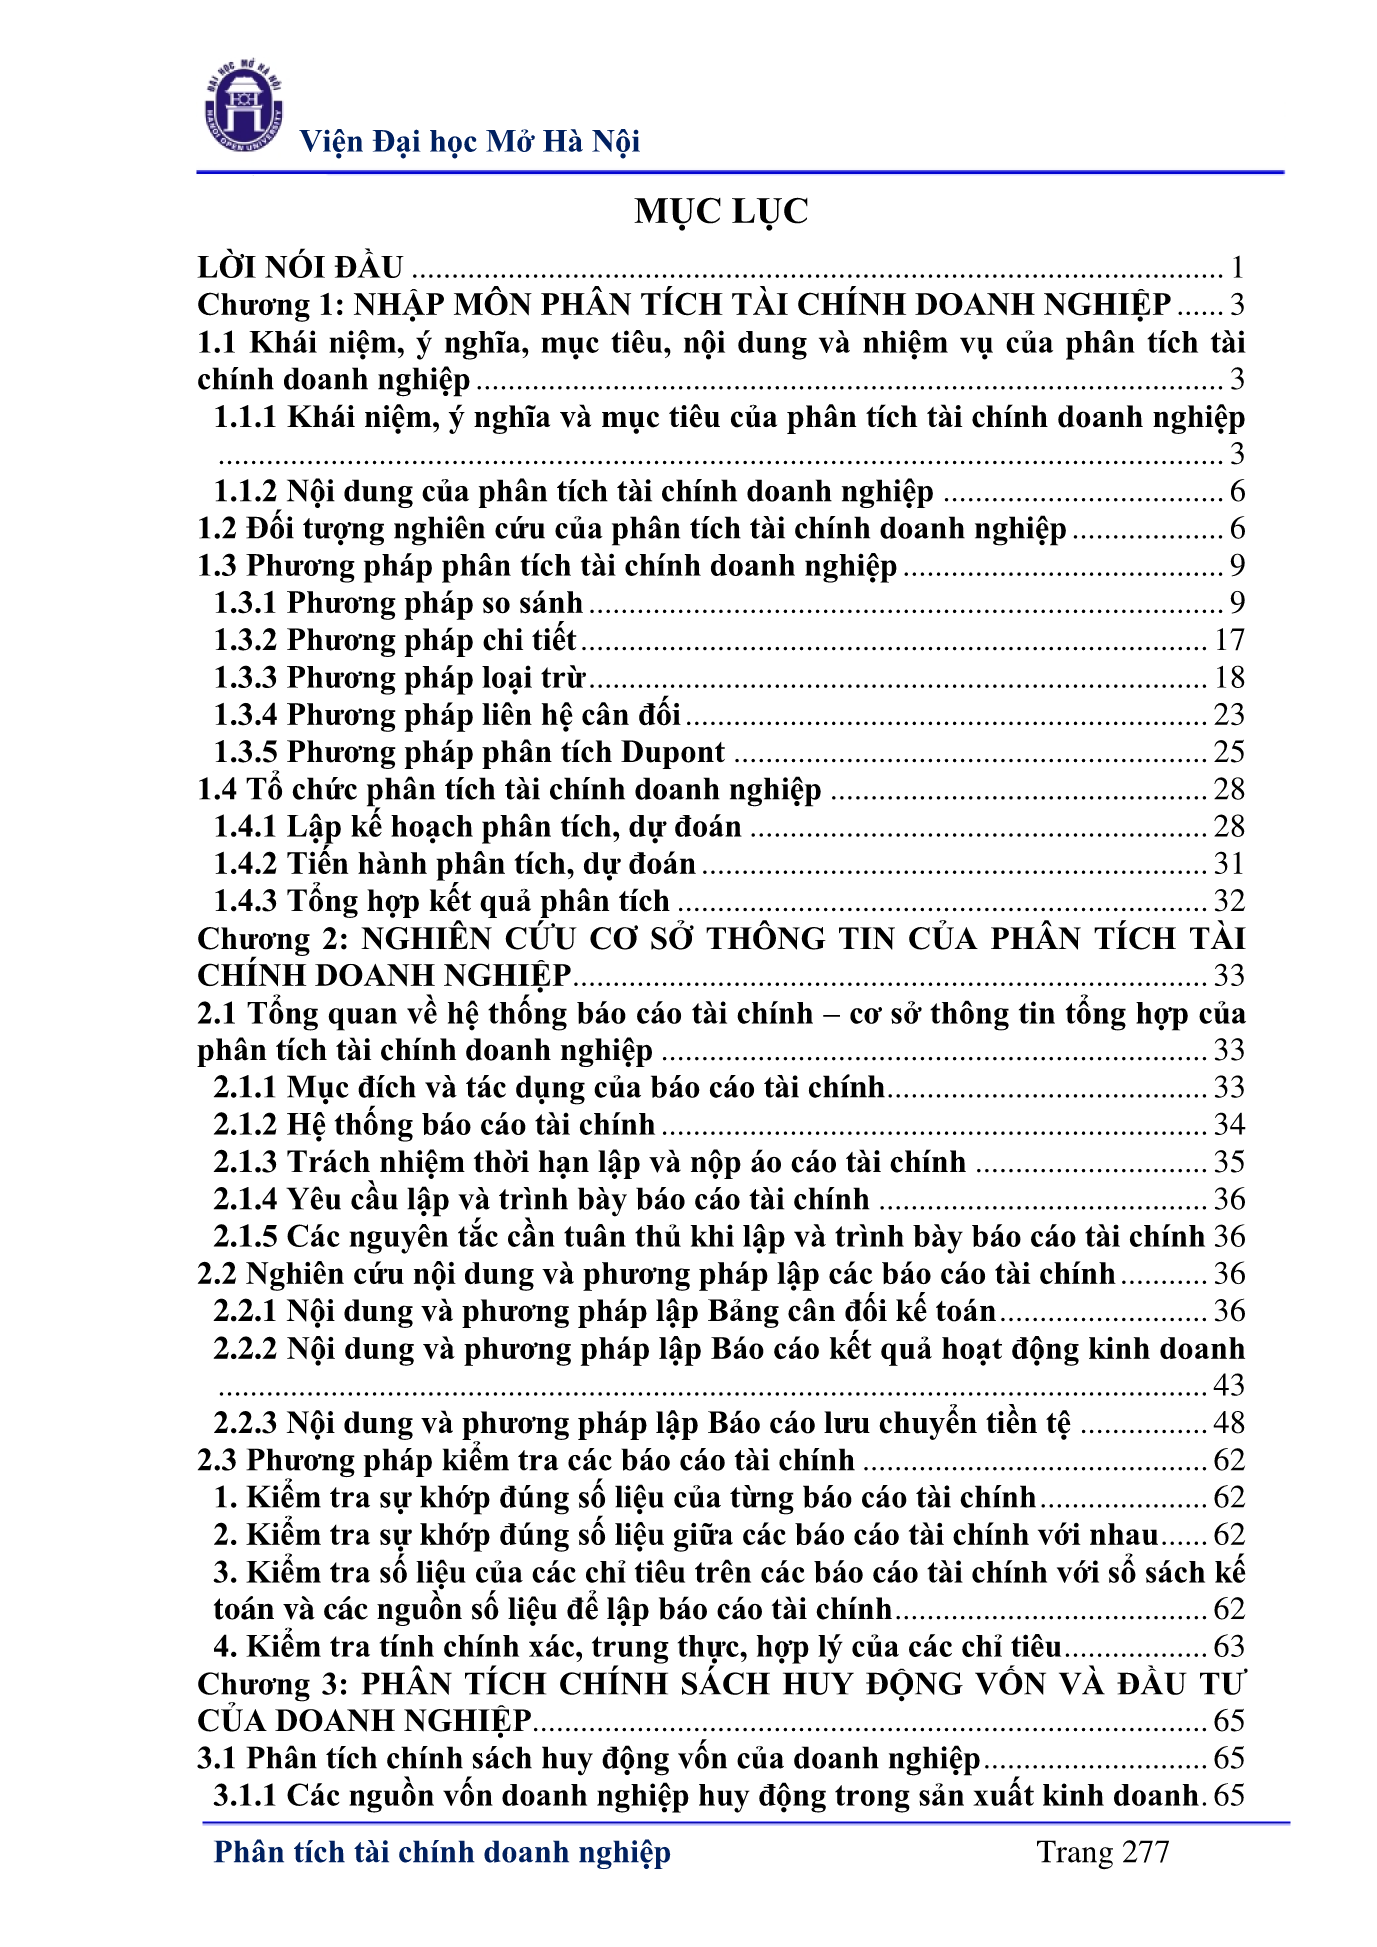 ĐẠI HỌC MỞ HÀ NỘI
HANOI OPEN UNIVERSITY
Viện Đại học Mở Hà Nội
MỤC LỤC
LỜI NÓI ĐẦU ........ 1
Chương 1: NHẬP MÔN PHÂN TÍCH TÀI CHÍNH DOANH NGHIỆP ...... 3
1.1 Khái niệm, ý nghĩa, mục tiêu, nội dung và nhiệm vụ của phân tích tài
chính doanh nghiệp ........ 3
1.1.1 Khái niệm, ý nghĩa và mục tiêu của phân tích tài chính doanh nghiệp
........ 3
1.1.2 Nội dung của phân tích tài chính doanh nghiệp ........ 6
1.2 Đối tượng nghiên cứu của phân tích tài chính doanh nghiệp ........ 6
1.3 Phương pháp phân tích tài chính doanh nghiệp ........ 9
1.3.1 Phương pháp so sánh ........ 9
1.3.2 Phương pháp chi tiết ........ 17
1.3.3 Phương pháp loại trừ ........ 18
1.3.4 Phương pháp liên hệ cân đối ........ 23
1.3.5 Phương pháp phân tích Dupont ........ 25
1.4 Tổ chức phân tích tài chính doanh nghiệp ........ 28
1.4.1 Lập kế hoạch phân tích, dự đoán ........ 28
1.4.2 Tiến hành phân tích, dự đoán ........ 31
1.4.3 Tổng hợp kết quả phân tích ........ 32
Chương 2: NGHIÊN CỨU CƠ SỞ THÔNG TIN CỦA PHÂN TÍCH TÀI
CHÍNH DOANH NGHIỆP ........ 33
2.1 Tổng quan về hệ thống báo cáo tài chính – cơ sở thông tin tổng hợp của
phân tích tài chính doanh nghiệp ........ 33
2.1.1 Mục đích và tác dụng của báo cáo tài chính ........ 33
2.1.2 Hệ thống báo cáo tài chính ........ 34
2.1.3 Trách nhiệm thời hạn lập và nộp áo cáo tài chính ........ 35
2.1.4 Yêu cầu lập và trình bày báo cáo tài chính ........ 36
2.1.5 Các nguyên tắc cần tuân thủ khi lập và trình bày báo cáo tài chính 36
2.2 Nghiên cứu nội dung và phương pháp lập các báo cáo tài chính ........ 36
2.2.1 Nội dung và phương pháp lập Bảng cân đối kế toán ........ 36
2.2.2 Nội dung và phương pháp lập Báo cáo kết quả hoạt động kinh doanh
........ 43
2.2.3 Nội dung và phương pháp lập Báo cáo lưu chuyển tiền tệ ........ 48
2.3 Phương pháp kiểm tra các báo cáo tài chính ........ 62
1. Kiểm tra sự khớp đúng số liệu của từng báo cáo tài chính ........ 62
2. Kiểm tra sự khớp đúng số liệu giữa các báo cáo tài chính với nhau ...... 62
3. Kiểm tra số liệu của các chỉ tiêu trên các báo cáo tài chính với sổ sách kế
toán và các nguồn số liệu để lập báo cáo tài chính ........ 62
4. Kiểm tra tính chính xác, trung thực, hợp lý của các chỉ tiêu ........ 63
Chương 3: PHÂN TÍCH CHÍNH SÁCH HUY ĐỘNG VỐN VÀ ĐẦU TƯ
CỦA DOANH NGHIỆP ........ 65
3.1 Phân tích chính sách huy động vốn của doanh nghiệp ........ 65
3.1.1 Các nguồn vốn doanh nghiệp huy động trong sản xuất kinh doanh . 65
Phân tích tài chính doanh nghiệp Trang 277